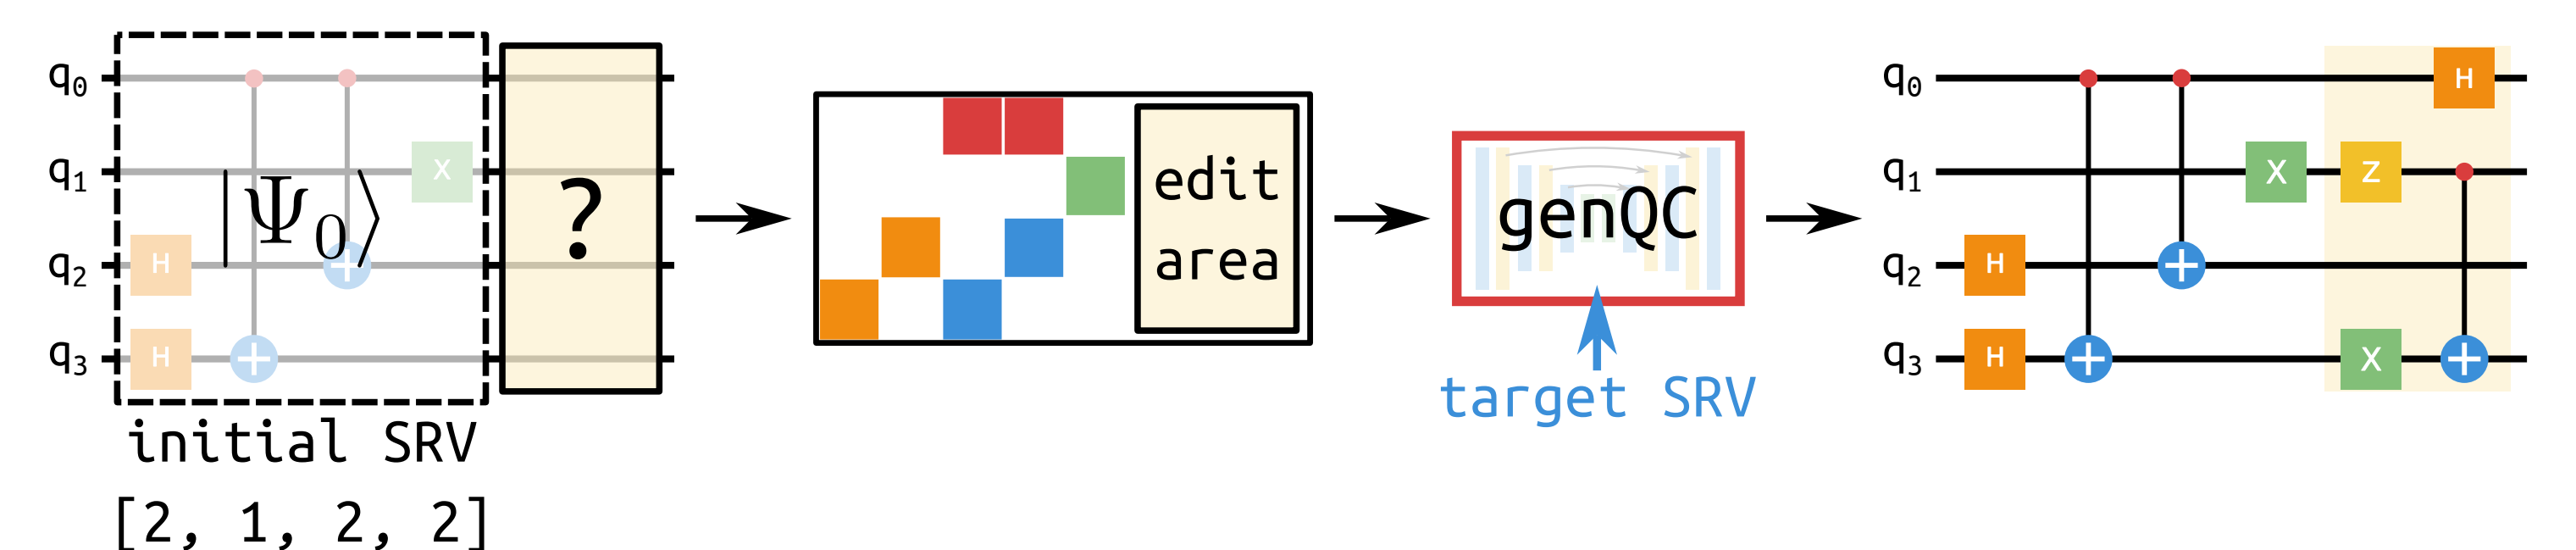 q0
q1
q2
q3
H
H
X
|Ψ0⟩
?
initial SRV
[2, 1, 2, 2]
edit
area
genQC
target SRV
q0
q1
q2
q3
H
X
Z
H
H
X